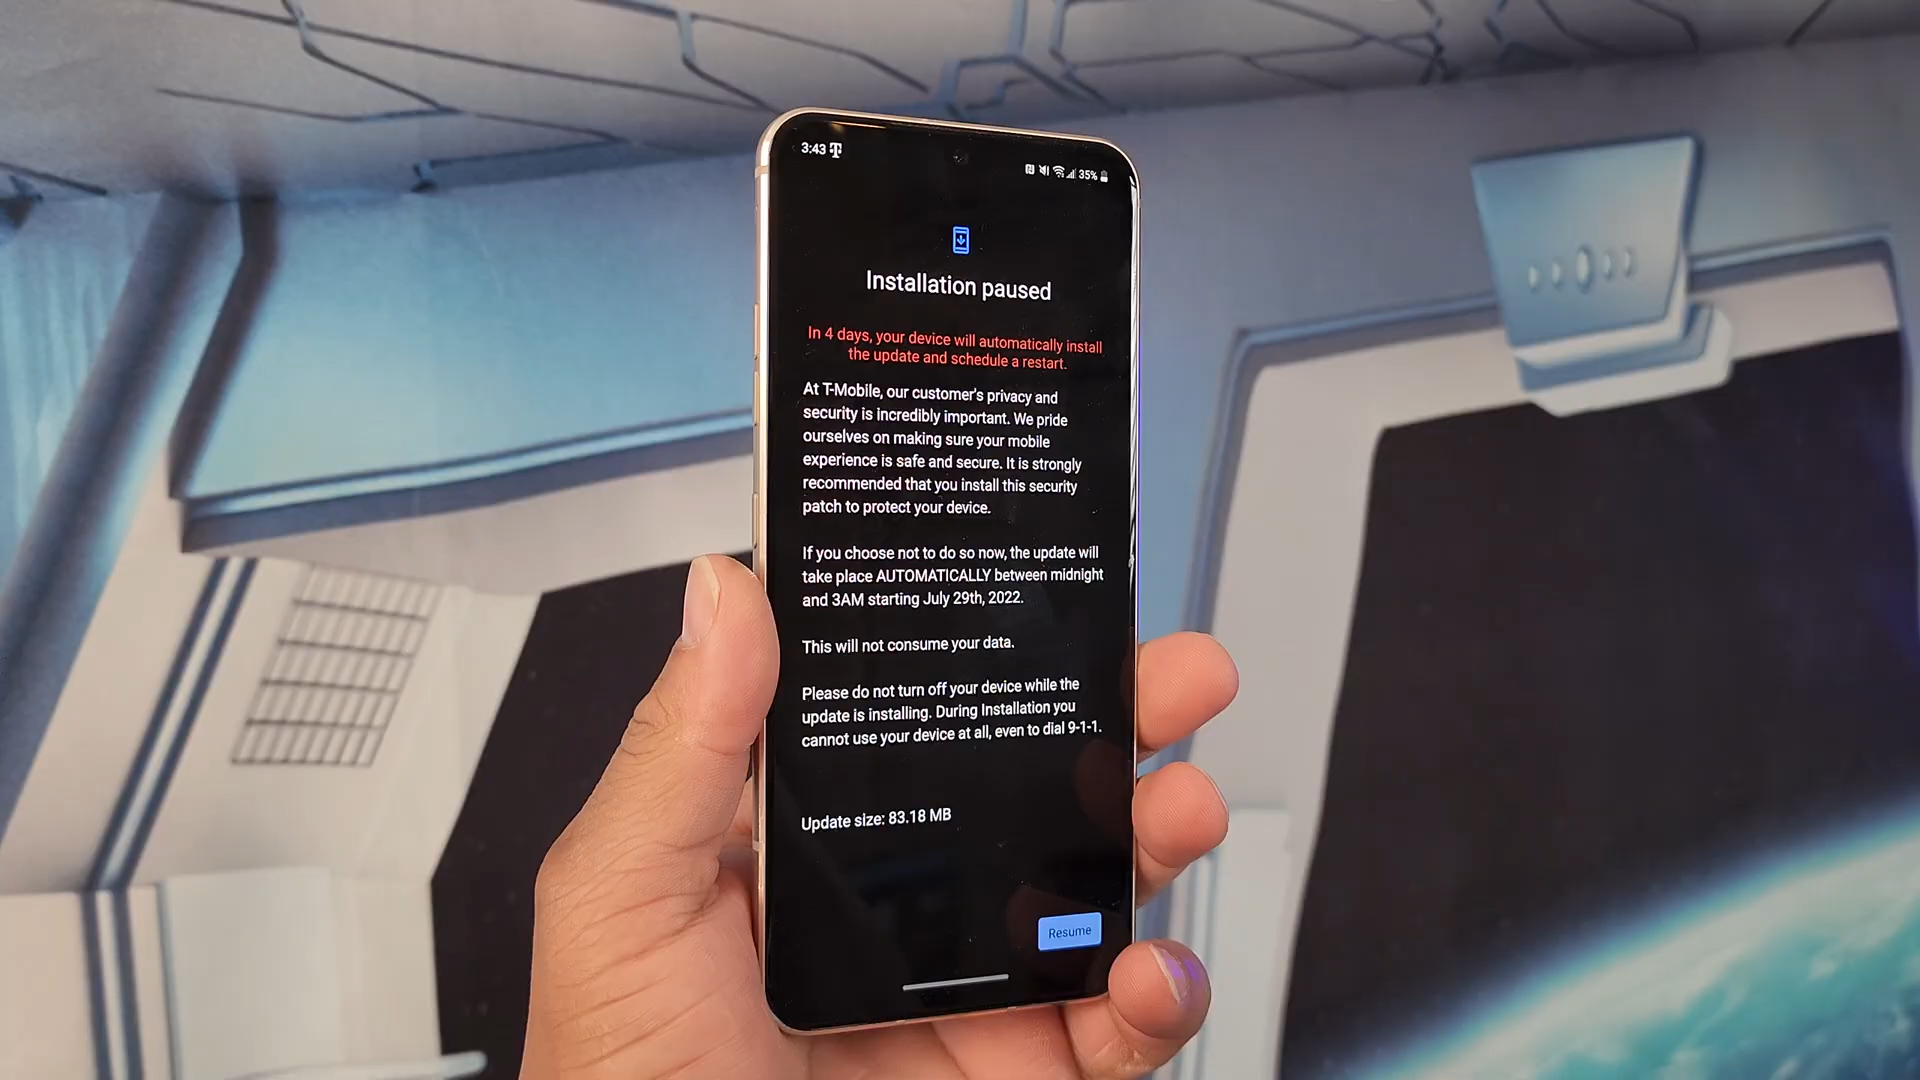 3:43
35%
Installation paused
In 4 days, your device will automatically install
the update and schedule a restart.
At T-Mobile, our customer's privacy and
security is incredibly important. We pride
ourselves on making sure your mobile
experience is safe and secure. It is strongly
recommended that you install this security
patch to protect your device.
If you choose not to do so now, the update will
take place AUTOMATICALLY between midnight
and 3AM starting July 29th, 2022.
This will not consume your data.
Please do not turn off your device while the
update is installing. During Installation you
cannot use your device at all, even to dial 9-1-1.
Update size: 83.18 MB
Resume